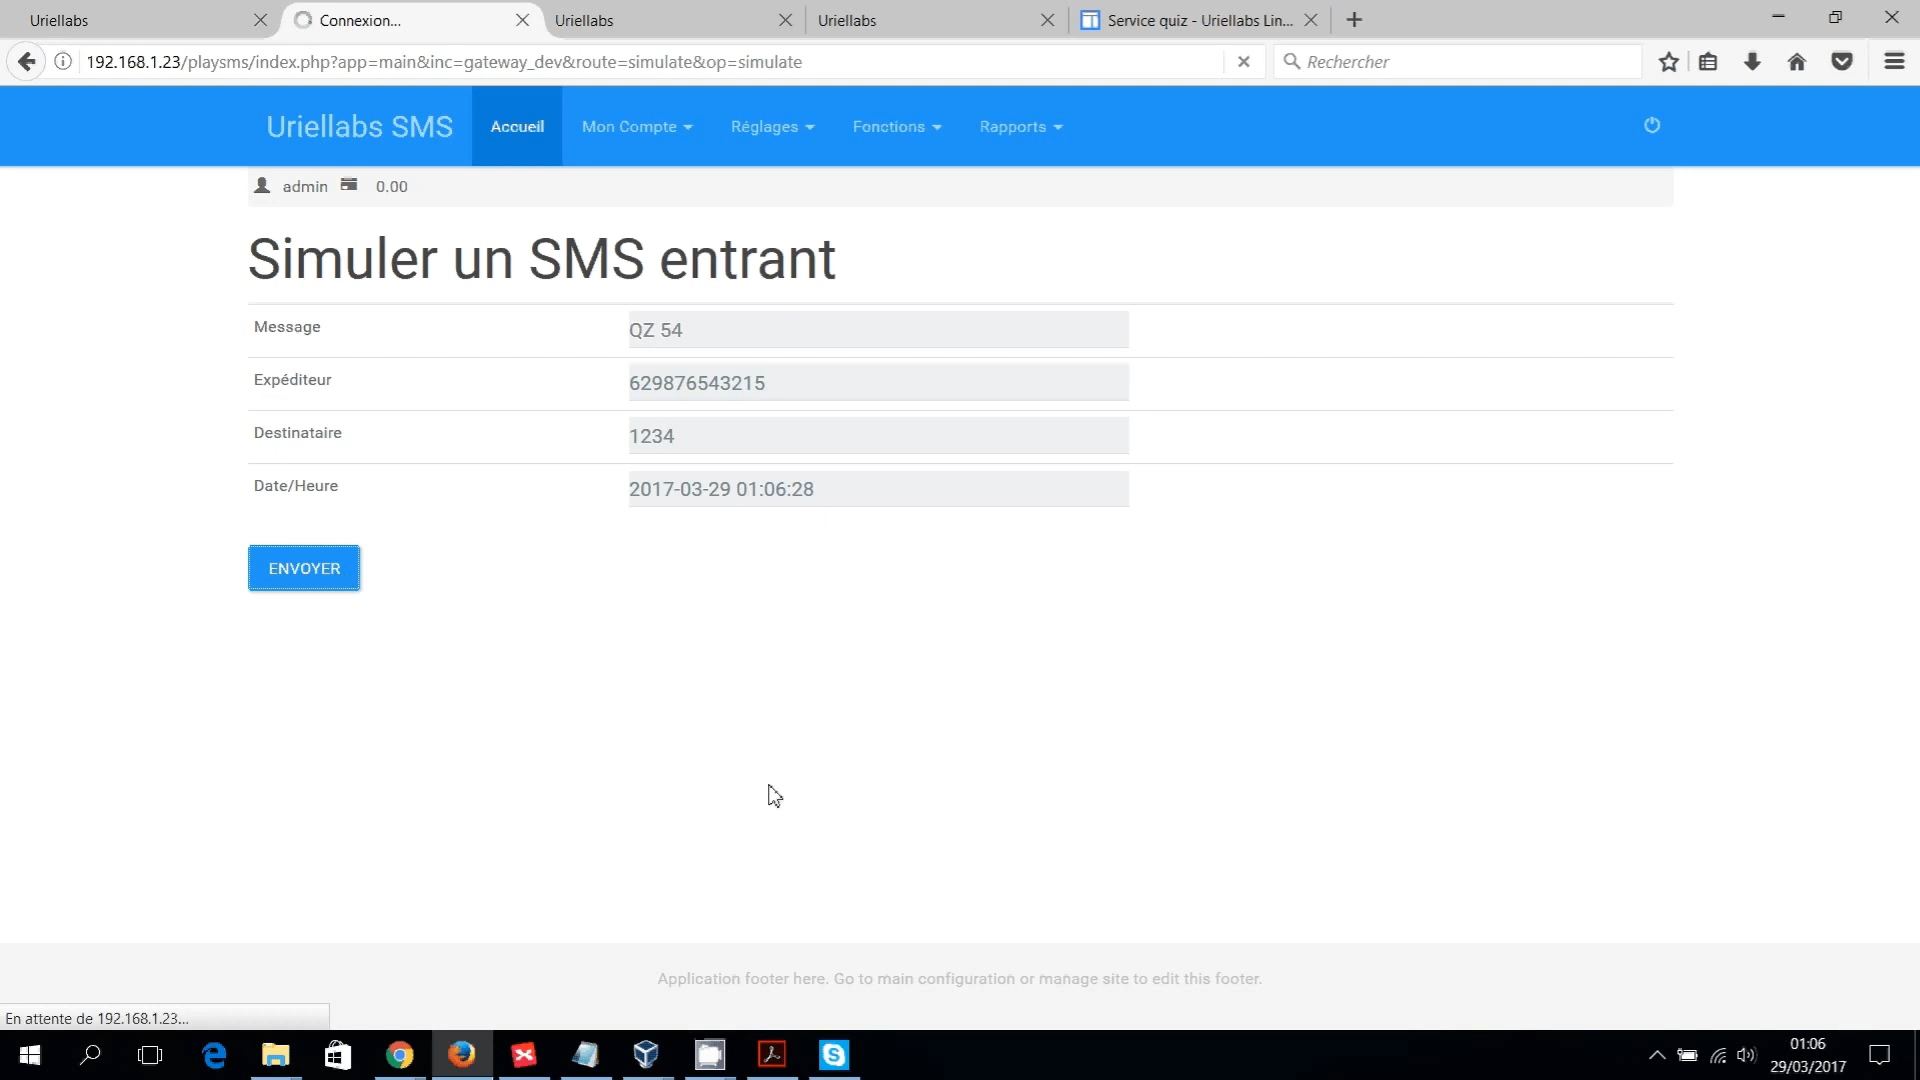 Uriellabs
Connexion...
Uriellabs
Uriellabs
Service quiz - Uriellabs Lin...
192.168.1.23/playsms/index.php?app=main&inc=gateway_dev&route=simulate&op=simulate
Rechercher
Uriellabs SMS
Accueil
Mon Compte
Réglages
Fonctions
Rapports
admin 0.00
Simuler un SMS entrant
Message QZ 54
Expéditeur 629876543215
Destinataire 1234
Date/Heure 2017-03-29 01:06:28
ENVOYER
Application footer here. Go to main configuration or manage site to edit this footer.
En attente de 192.168.1.23...
01:06
29/03/2017